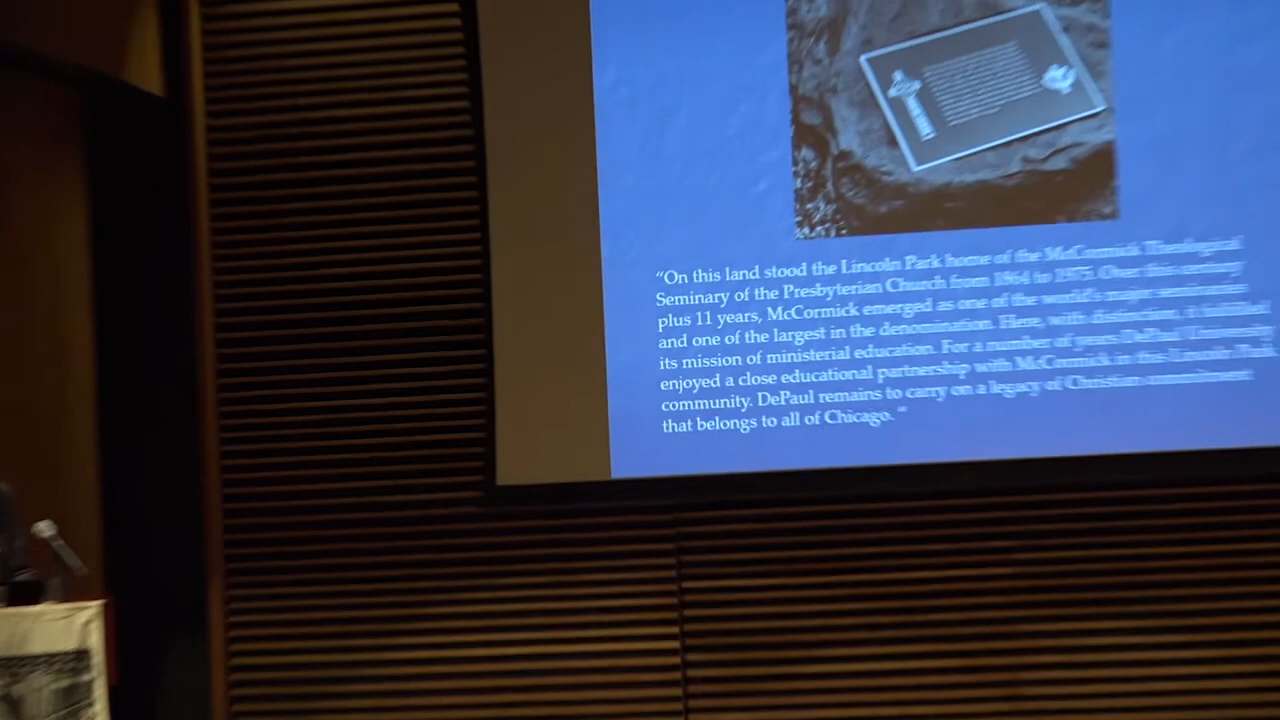 “On this land stood the Lincoln Park home of the McCormick Theological
Seminary of the Presbyterian Church from 1864 to 1975. Over this century
plus 11 years, McCormick emerged as one of the world's major seminaries
and one of the largest in the denomination. Here, with distinction, it
its mission of ministerial education. For a number of years DePaul University
enjoyed a close educational partnership with McCormick in this Lincoln Park
community. DePaul remains to carry on a legacy of Christian commitment
that belongs to all of Chicago. ”